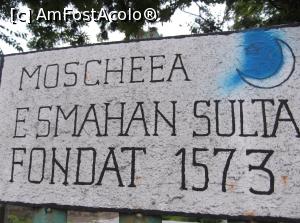 [c] AmFostAcolo®
MOSCHEEA
ESMAHAN SULTA
FONDAT 1573